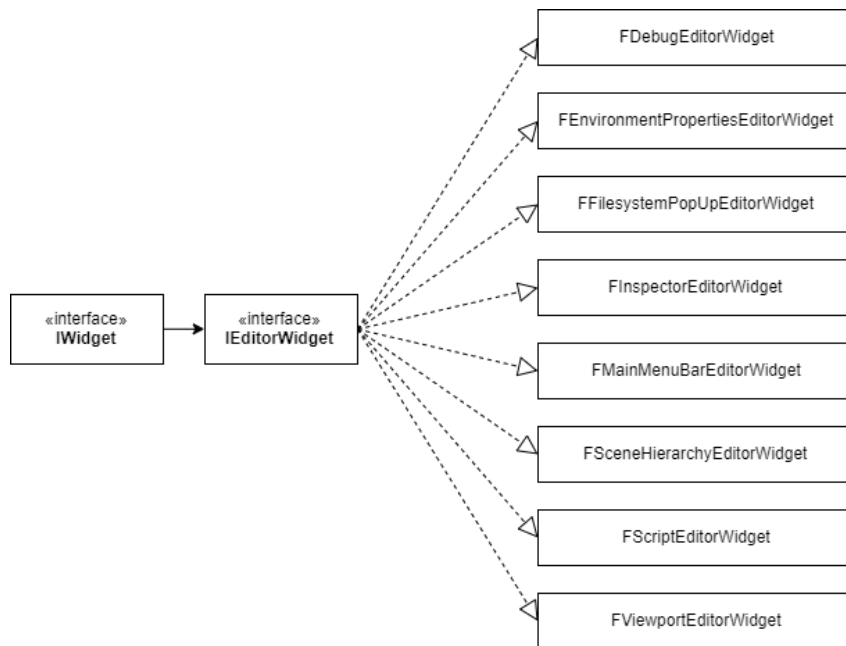 FDebugEditorWidget
FEnvironmentPropertiesEditorWidget
FFilesystemPopUpEditorWidget
FInspectorEditorWidget
«interface»
IWidget
«interface»
IEditorWidget
FMainMenuBarEditorWidget
FSceneHierarchyEditorWidget
FScriptEditorWidget
FViewportEditorWidget